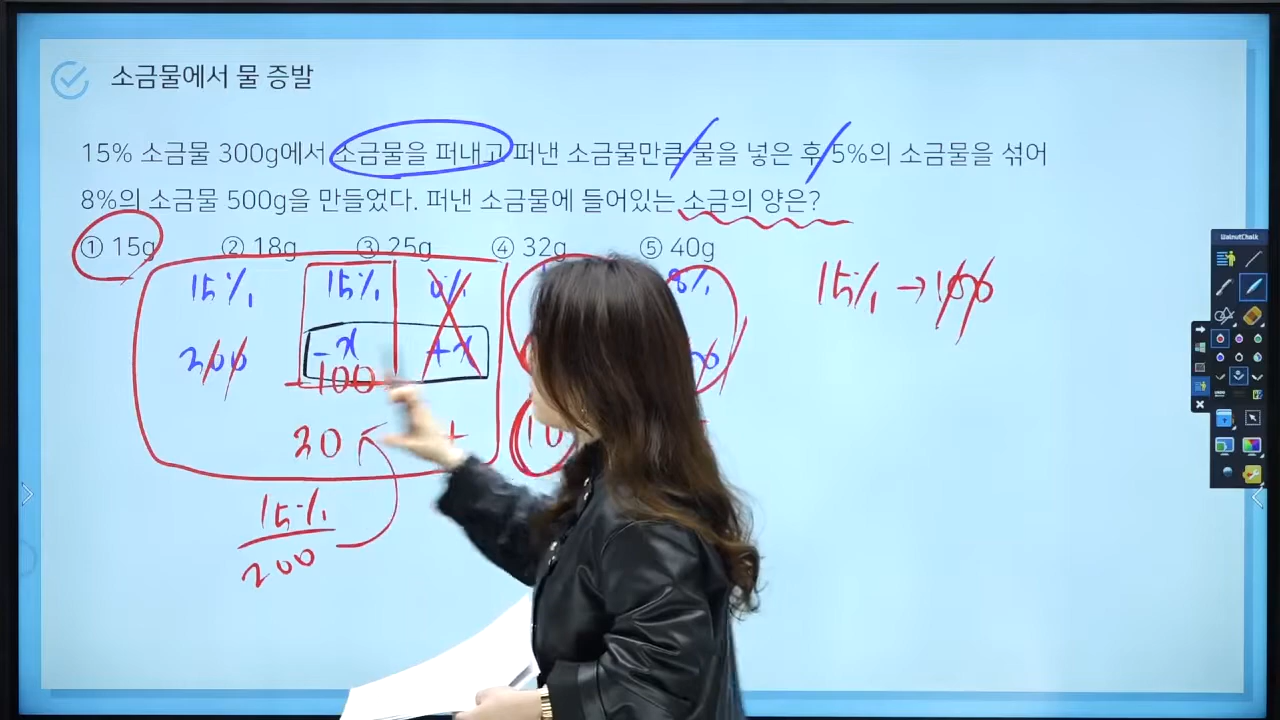 소금물에서 물 증발
15% 소금물 300g에서 소금물을 퍼내고 퍼낸 소금물만큼 물을 넣은 후 5%의 소금물을 섞어
8%의 소금물 500g을 만들었다. 퍼낸 소금물에 들어있는 소금의 양은?
① 15g ② 18g ③ 25g ④ 32g ⑤ 40g
15% 15% 0% 8% 15% → 100
-x +x
-100
30 + 10
15%
200
WalnutChalk